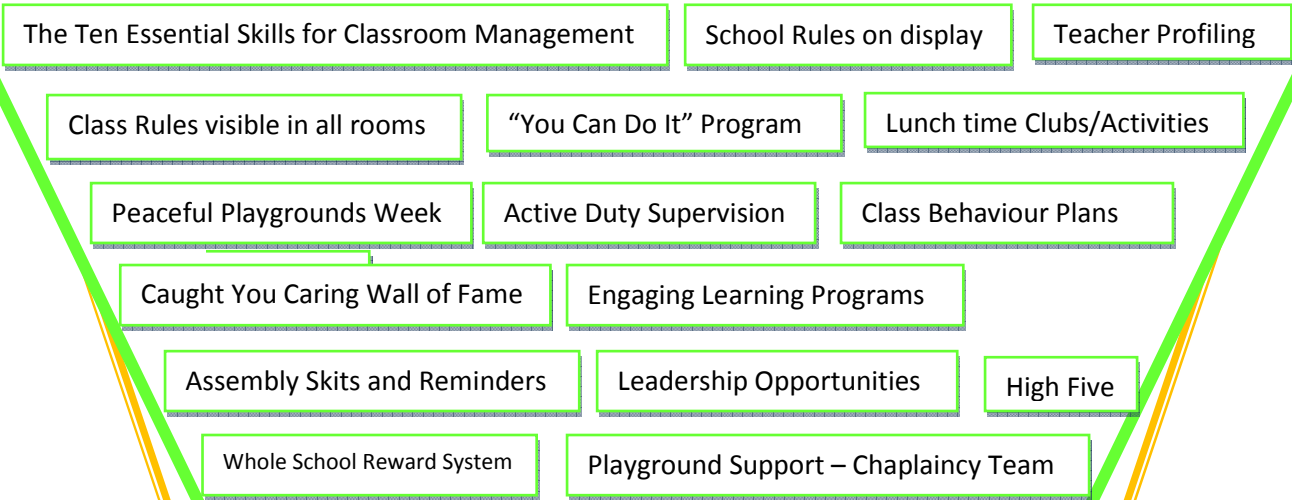 The Ten Essential Skills for Classroom Management
School Rules on display
Teacher Profiling
Class Rules visible in all rooms
“You Can Do It” Program
Lunch time Clubs/Activities
Peaceful Playgrounds Week
Active Duty Supervision
Class Behaviour Plans
Caught You Caring Wall of Fame
Engaging Learning Programs
Assembly Skits and Reminders
Leadership Opportunities
High Five
Whole School Reward System
Playground Support – Chaplaincy Team